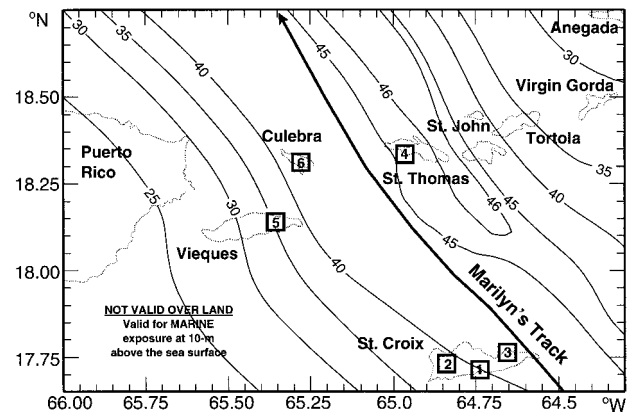 °N
Anegada
30
35
40
45
46
30
Virgin Gorda
18.50
Culebra
St. John
Tortola
6
4
Puerto
Rico
St. Thomas
35
18.25
40
25
30
5
46
45
Vieques
45
18.00
40
Marilyn's Track
NOT VALID OVER LAND
Valid for MARINE
exposure at 10-m
above the sea surface
St. Croix
3
17.75
2
1
66.00 65.75 65.50 65.25 65.0 64.75 64.50 °W